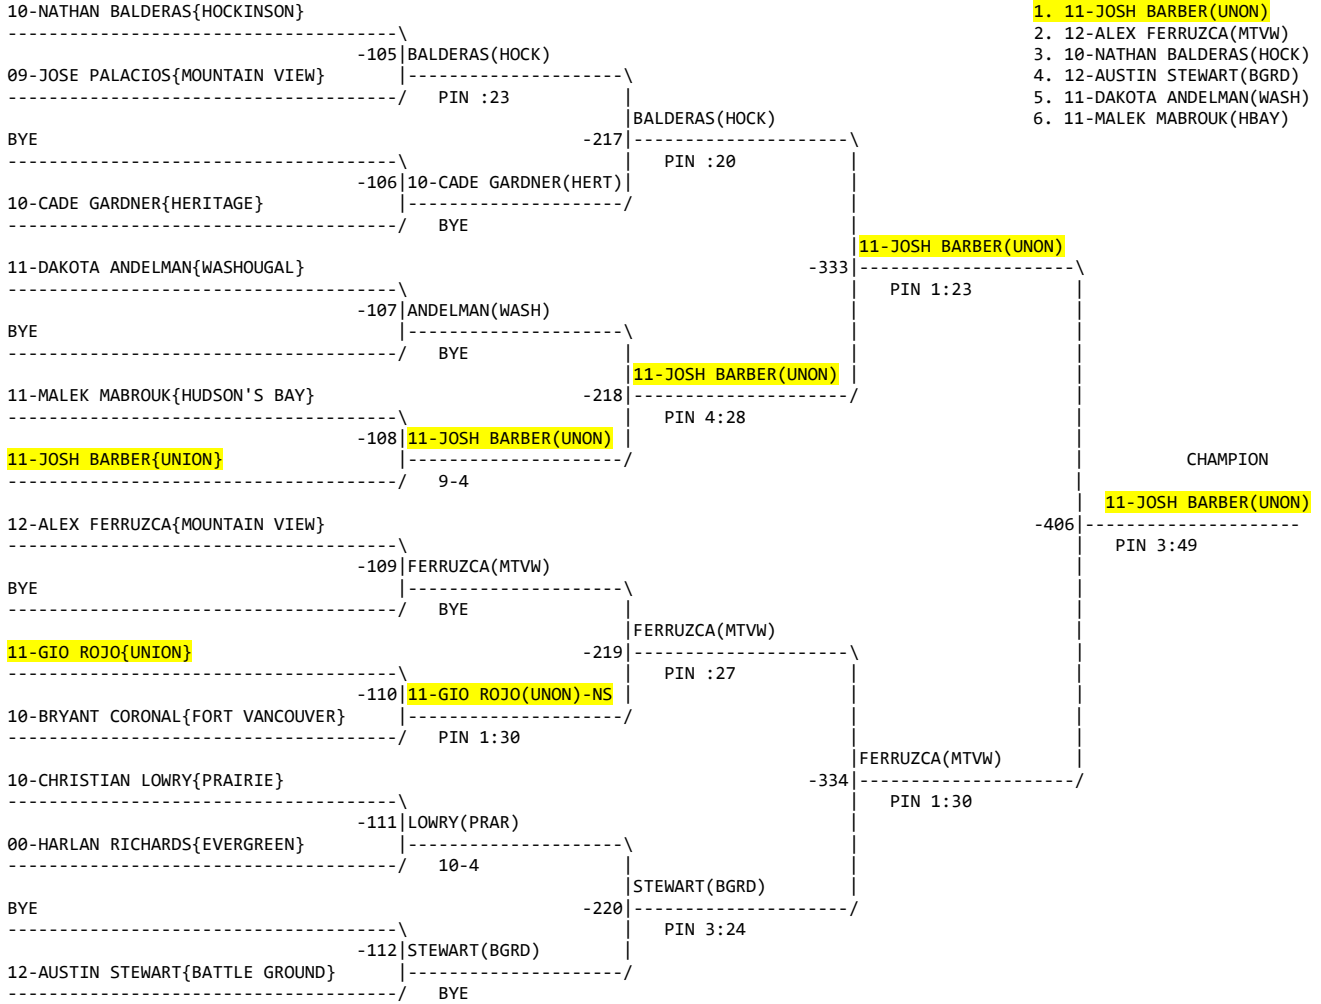 10-NATHAN BALDERAS{HOCKINSON} 1. 11-JOSH BARBER(UNON)
2. 12-ALEX FERRUZCA(MTVW)
-105 BALDERAS(HOCK) 3. 10-NATHAN BALDERAS(HOCK)
09-JOSE PALACIOS{MOUNTAIN VIEW} 4. 12-AUSTIN STEWART(BGRD)
PIN :23 5. 11-DAKOTA ANDELMAN(WASH)
BALDERAS(HOCK) 6. 11-MALEK MABROUK(HBAY)
BYE -217
PIN :20
-106 10-CADE GARDNER(HERT)
10-CADE GARDNER{HERITAGE}
BYE
11-JOSH BARBER(UNON)
11-DAKOTA ANDELMAN{WASHOUGAL} -333
PIN 1:23
-107 ANDELMAN(WASH)
BYE
BYE
11-JOSH BARBER(UNON)
11-MALEK MABROUK{HUDSON'S BAY} -218
PIN 4:28
-108 11-JOSH BARBER(UNON)
11-JOSH BARBER{UNION} CHAMPION
9-4
11-JOSH BARBER(UNON)
12-ALEX FERRUZCA{MOUNTAIN VIEW} -406
PIN 3:49
-109 FERRUZCA(MTVW)
BYE
BYE
FERRUZCA(MTVW)
11-GIO ROJO{UNION} -219
PIN :27
-110 11-GIO ROJO(UNON)-NS
10-BRYANT CORONAL{FORT VANCOUVER}
PIN 1:30
FERRUZCA(MTVW)
10-CHRISTIAN LOWRY{PRAIRIE} -334
PIN 1:30
-111 LOWRY(PRAR)
00-HARLAN RICHARDS{EVERGREEN}
10-4
STEWART(BGRD)
BYE -220
PIN 3:24
-112 STEWART(BGRD)
12-AUSTIN STEWART{BATTLE GROUND}
BYE